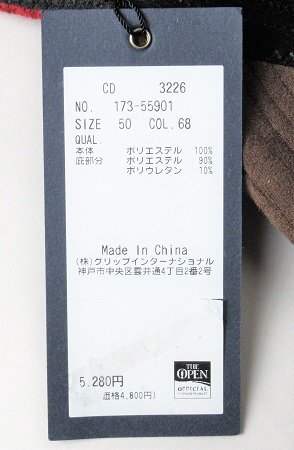 CD 3226
NO. 173-55901
SIZE 50 COL.68
QUAL.
本体 ポリエステル 100%
庇部分 ポリエステル 90%
ポリウレタン 10%
Made In China
(株)クリップインターナショナル
神戸市中央区雲井通4丁目2番2号
5,280円
(本体価格4,800円)
THE
OPEN
OFFICIAL